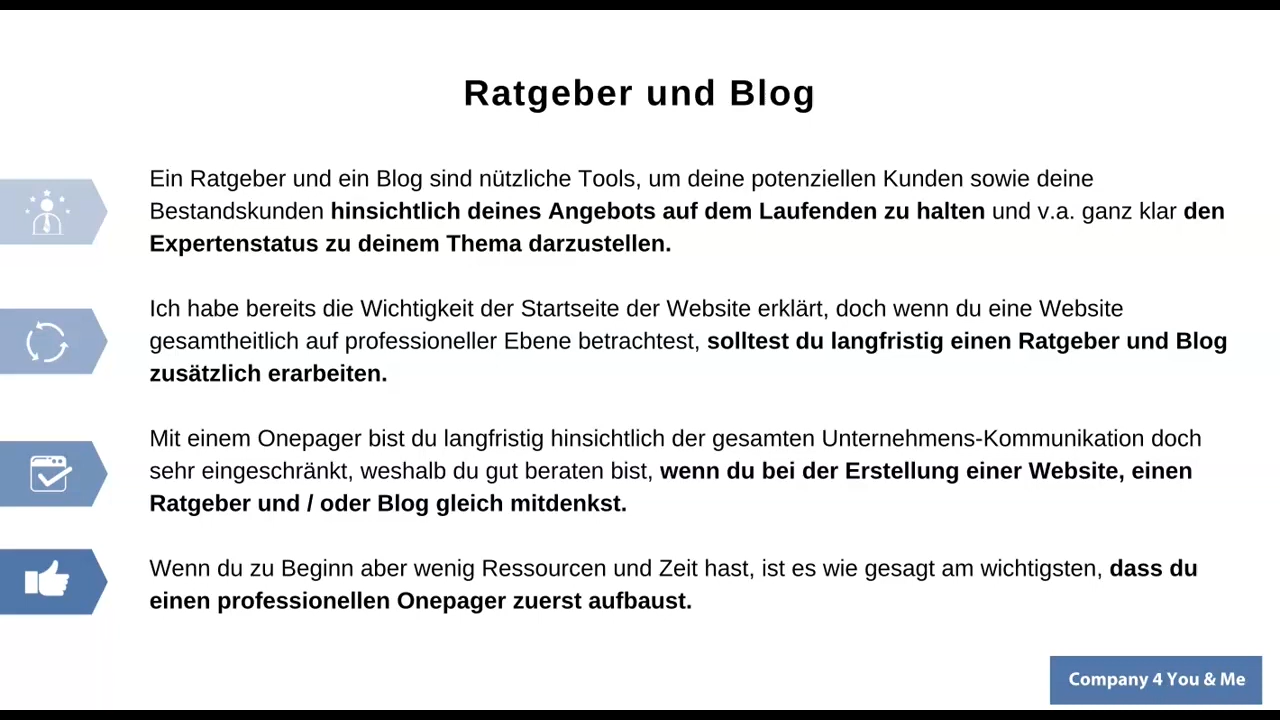 Ratgeber und Blog
Ein Ratgeber und ein Blog sind nützliche Tools, um deine potenziellen Kunden sowie deine
Bestandskunden hinsichtlich deines Angebots auf dem Laufenden zu halten und v.a. ganz klar den
Expertenstatus zu deinem Thema darzustellen.
Ich habe bereits die Wichtigkeit der Startseite der Website erklärt, doch wenn du eine Website
gesamtheitlich auf professioneller Ebene betrachtest, solltest du langfristig einen Ratgeber und Blog
zusätzlich erarbeiten.
Mit einem Onepager bist du langfristig hinsichtlich der gesamten Unternehmens-Kommunikation doch
sehr eingeschränkt, weshalb du gut beraten bist, wenn du bei der Erstellung einer Website, einen
Ratgeber und / oder Blog gleich mitdenkst.
Wenn du zu Beginn aber wenig Ressourcen und Zeit hast, ist es wie gesagt am wichtigsten, dass du
einen professionellen Onepager zuerst aufbaust.
Company 4 You & Me